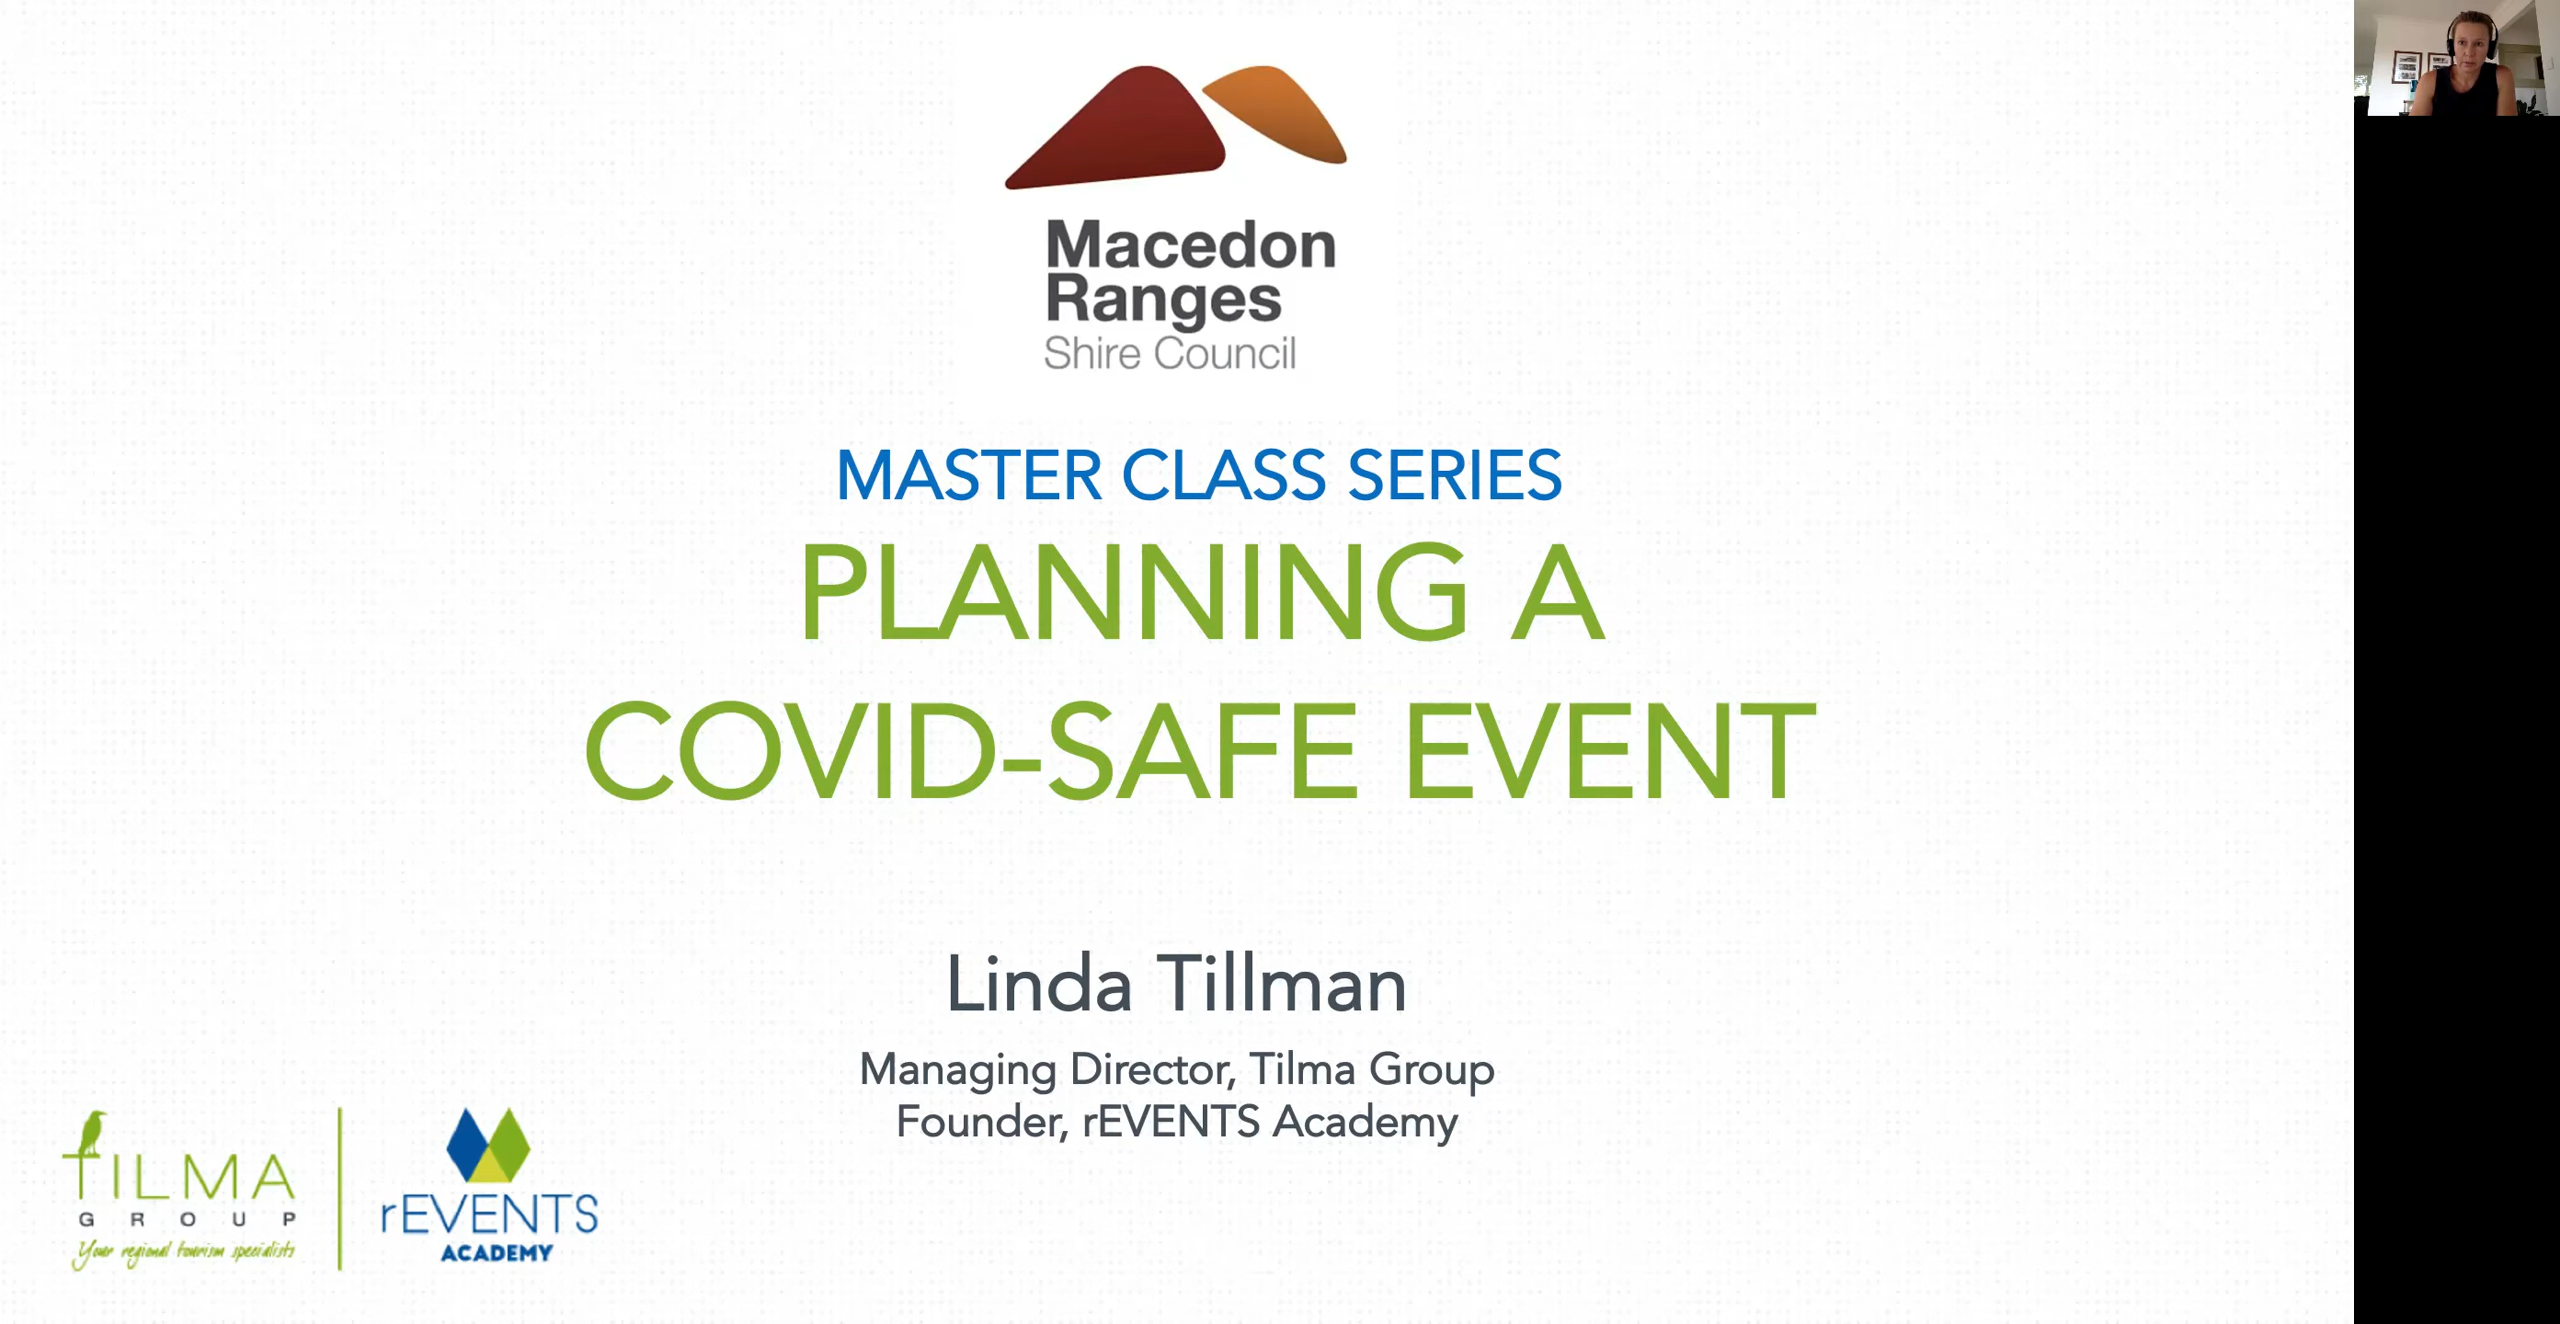 Macedon
Ranges
Shire Council
MASTER CLASS SERIES
PLANNING A
COVID-SAFE EVENT
Linda Tillman
Managing Director, Tilma Group
Founder, rEVENTS Academy
TILMA
GROUP
Your regional tourism specialists
rEVENTS
ACADEMY